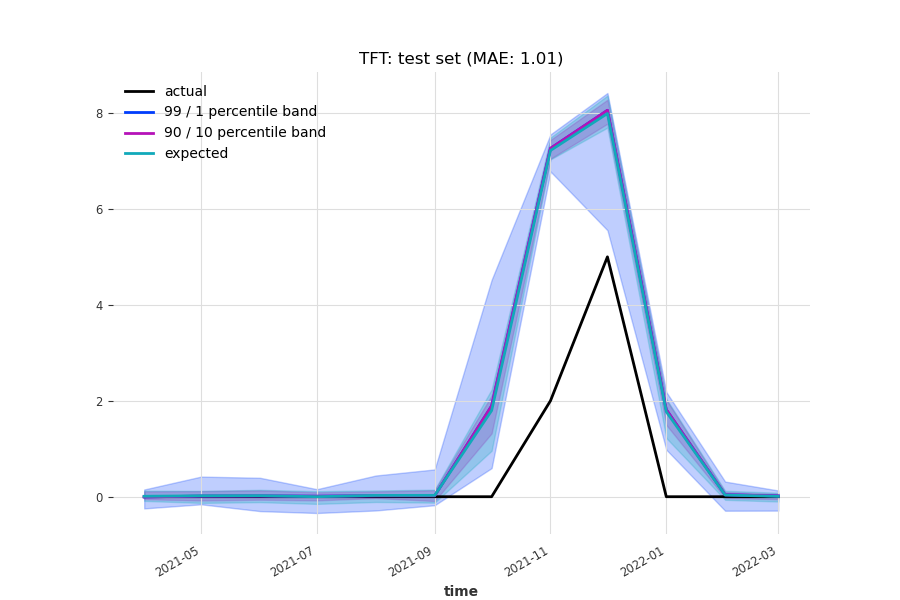 TFT: test set (MAE: 1.01)
actual
99 / 1 percentile band
90 / 10 percentile band
expected
8
6
4
2
0
2021-05
2021-07
2021-09
2021-11
2022-01
2022-03
time